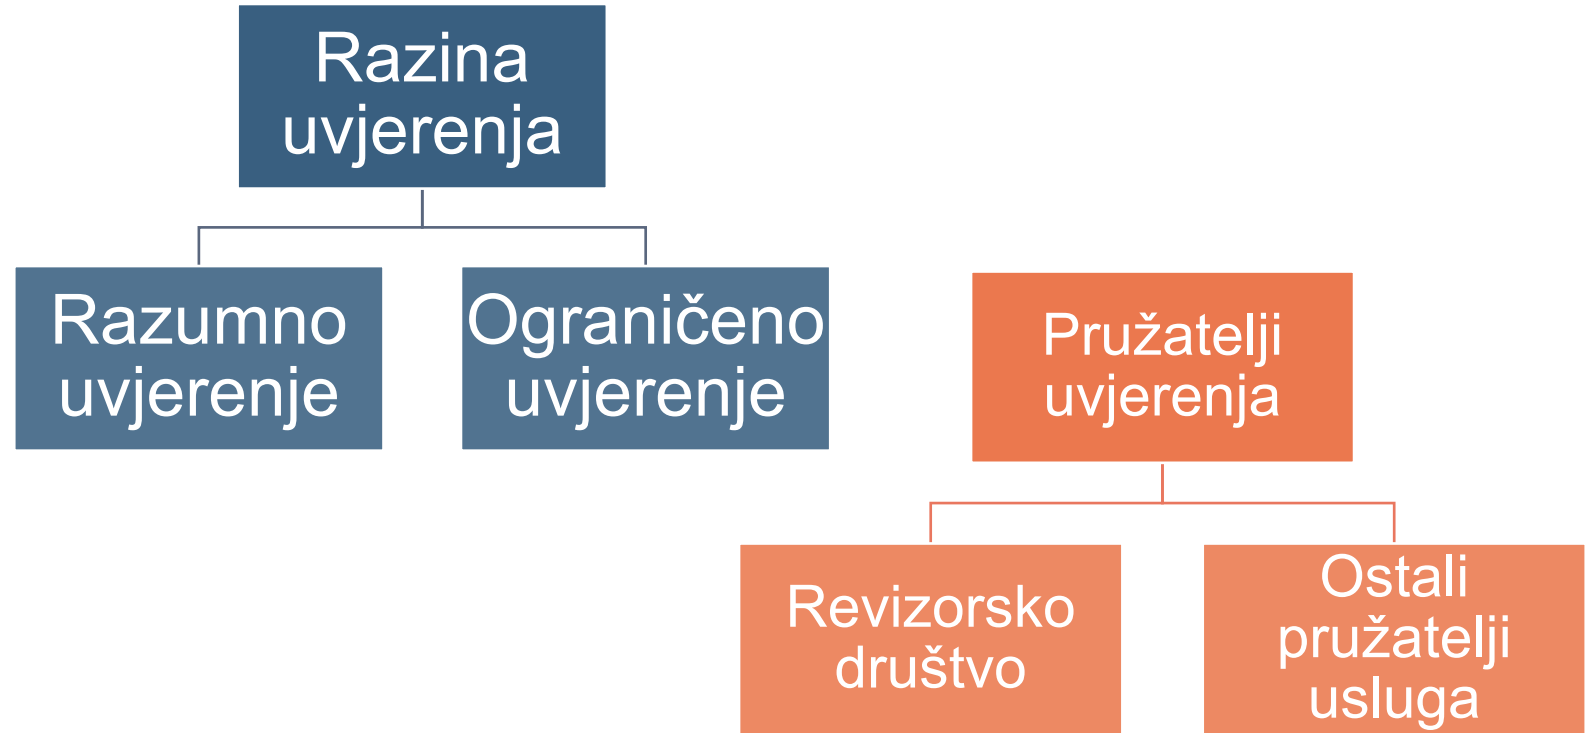 Razina
uvjerenja
Razumno
uvjerenje
Ograničeno
uvjerenje
Pružatelji
uvjerenja
Revizorsko
društvo
Ostali
pružatelji
usluga